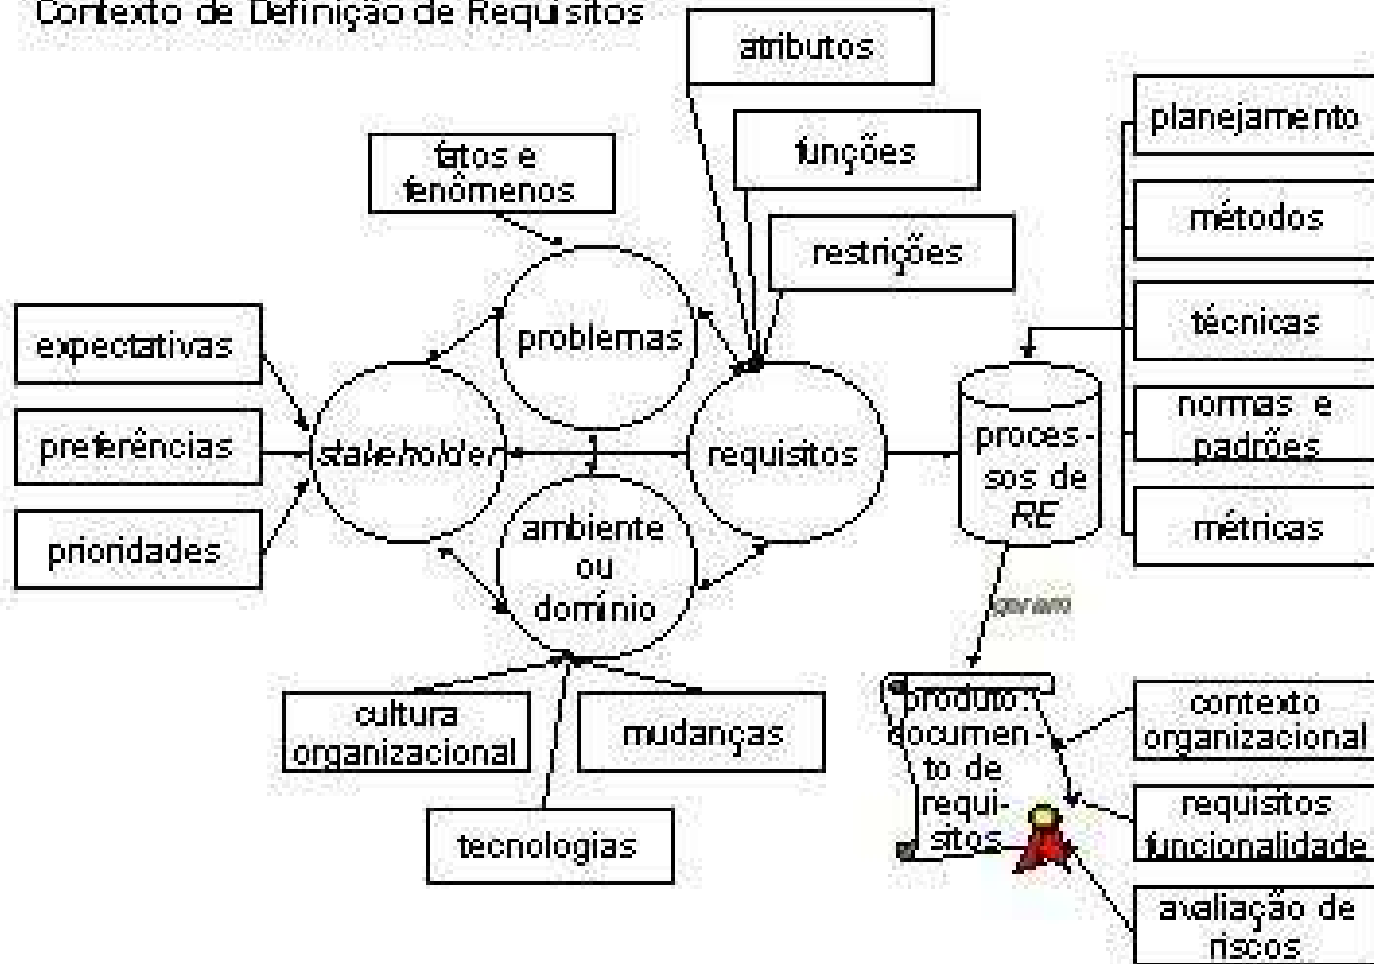 Contexto de Definição de Requisitos
atributos
funções
restrições
fatos e
fenômenos
problemas
expectativas
preferências
prioridades
stakeholder
requisitos
ambiente
ou
domínio
cultura
organizacional
mudanças
tecnologias
planejamento
métodos
técnicas
normas e
padrões
métricas
proces-
sos de
RE
geram
produto:
documen-
to de
requi-
sitos
contexto
organizacional
requisitos
funcionalidade
avaliação de
riscos